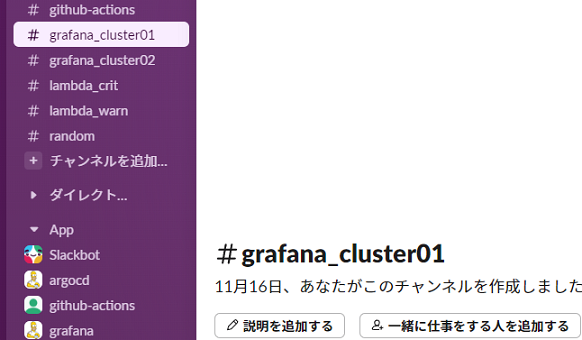 # github-actions
# grafana_cluster01
# grafana_cluster02
# lambda_crit
# lambda_warn
# random
+ チャンネルを追加...
ダイレクト...
App
Slackbot
argocd
github-actions
grafana
# grafana_cluster01
11月16日、あなたがこのチャンネルを作成しました
説明を追加する
一緒に仕事をする人を追加する